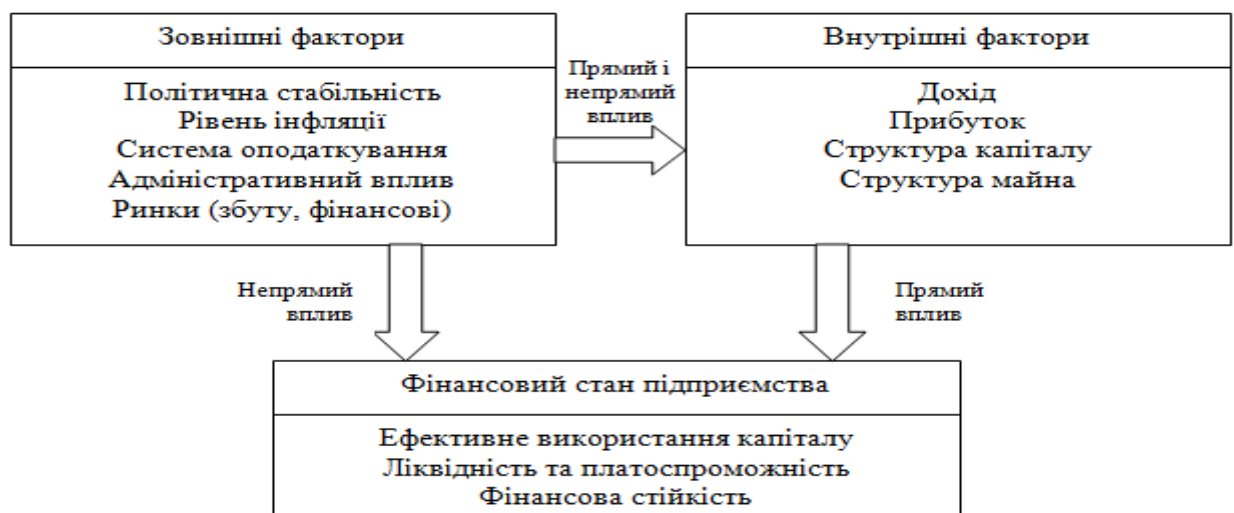 Зовнішні фактори
Політична стабільність
Рівень інфляції
Система оподаткування
Адміністративний вплив
Ринки (збуту, фінансові)
Прямий і
непрямий
вплив
Внутрішні фактори
Дохід
Прибуток
Структура капіталу
Структура майна
Непрямий
вплив
Прямий
вплив
Фінансовий стан підприємства
Ефективне використання капіталу
Ліквідність та платоспроможність
Фінансова стійкість